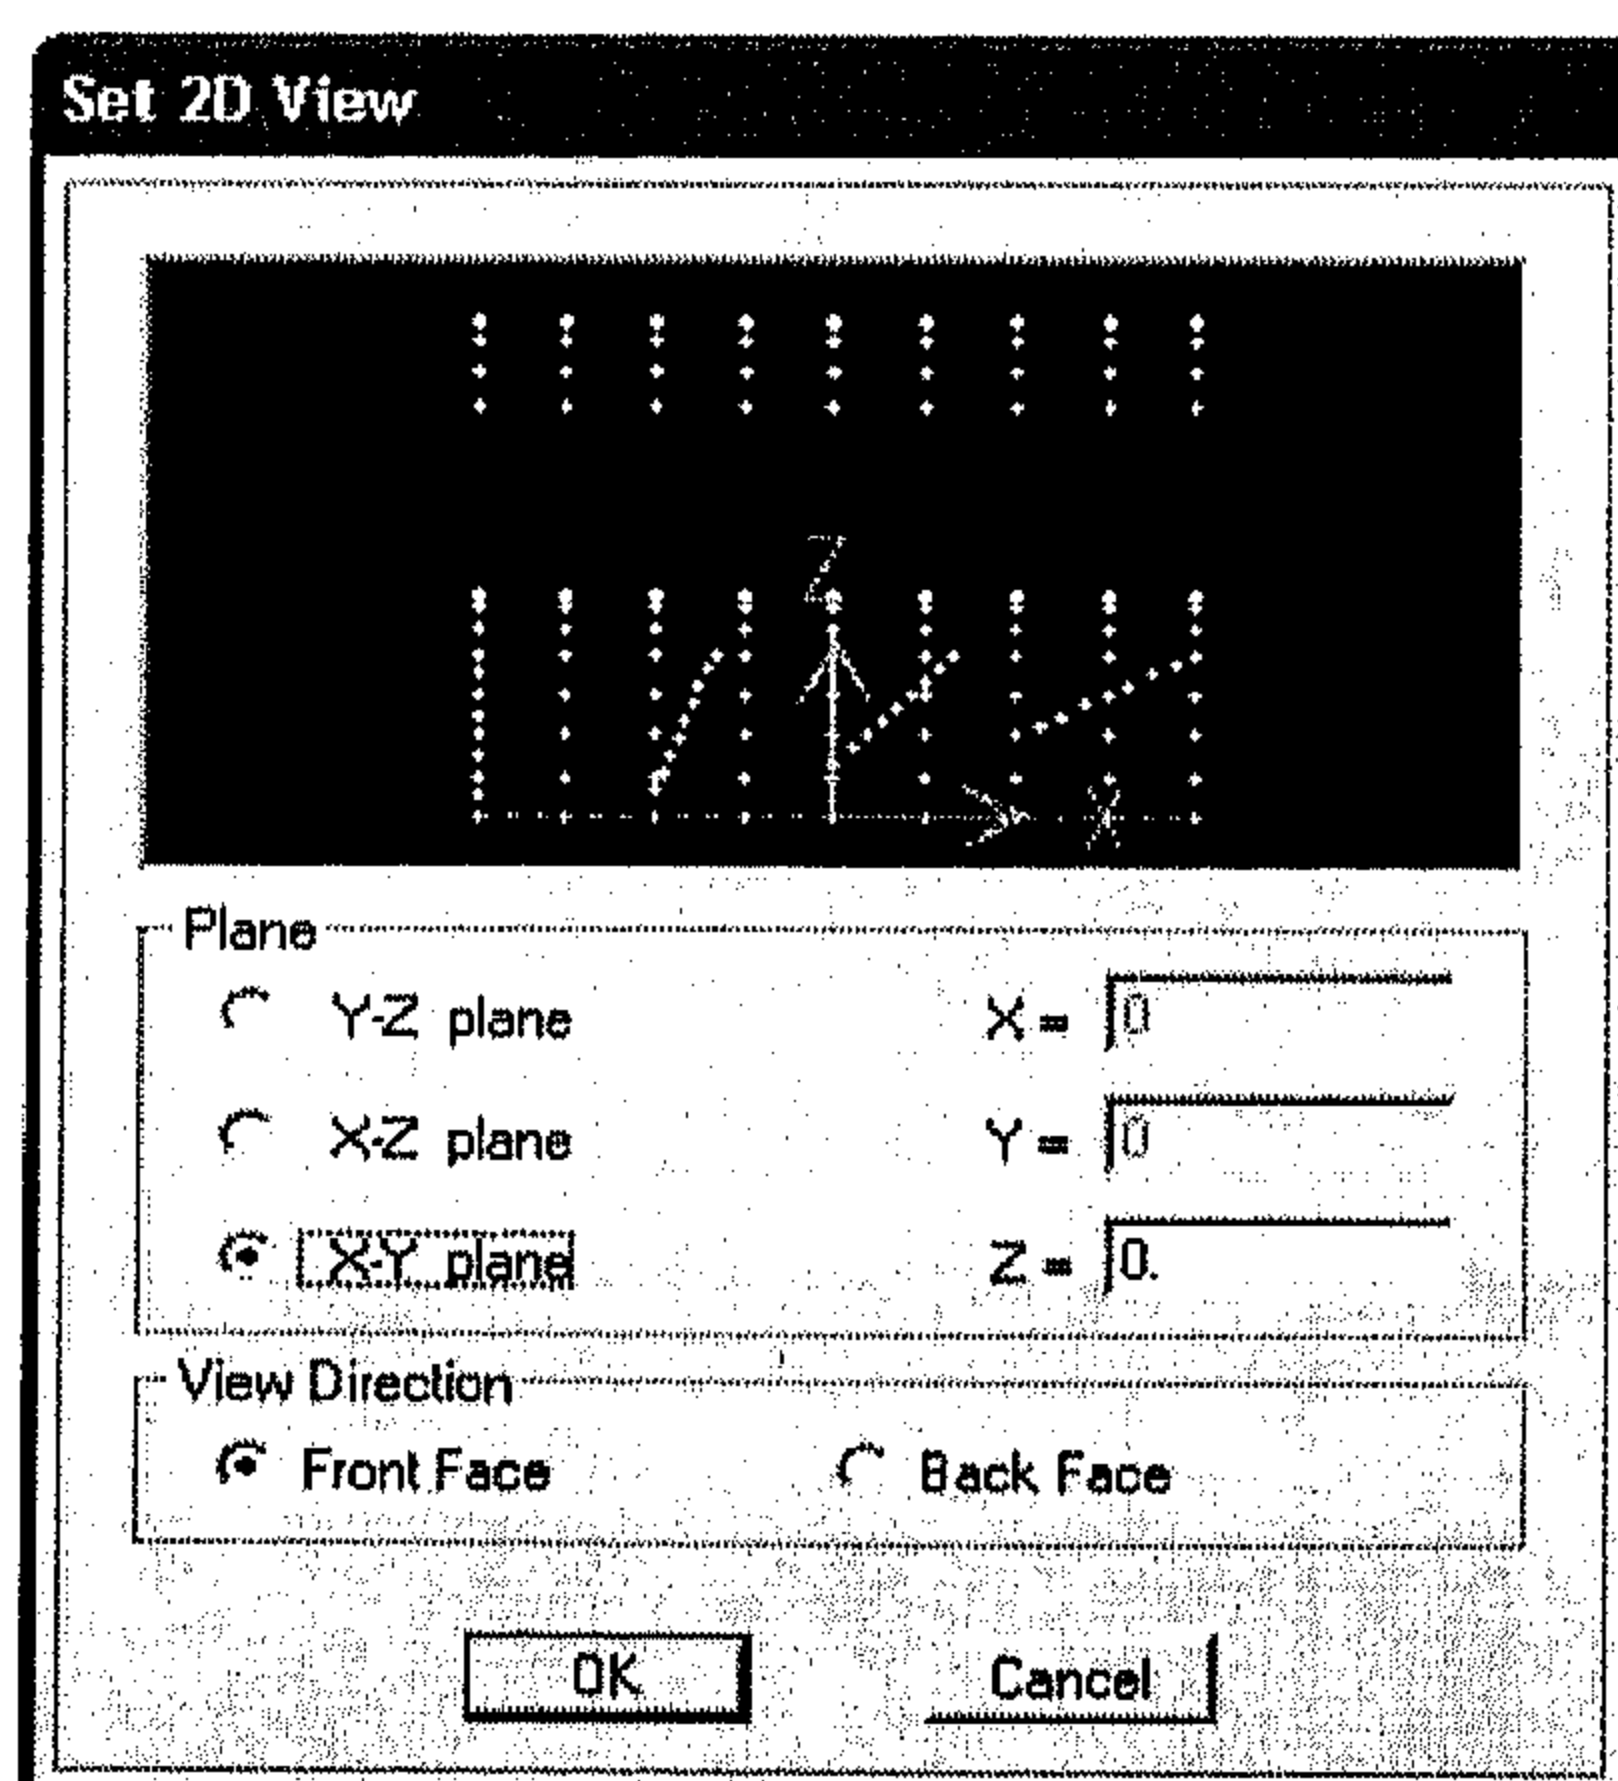 Set 2D View
Z
X
Plane
Y-Z plane X = 0
X-Z plane Y = 0
X-Y plane Z = 0.
View Direction
Front Face Back Face
OK Cancel